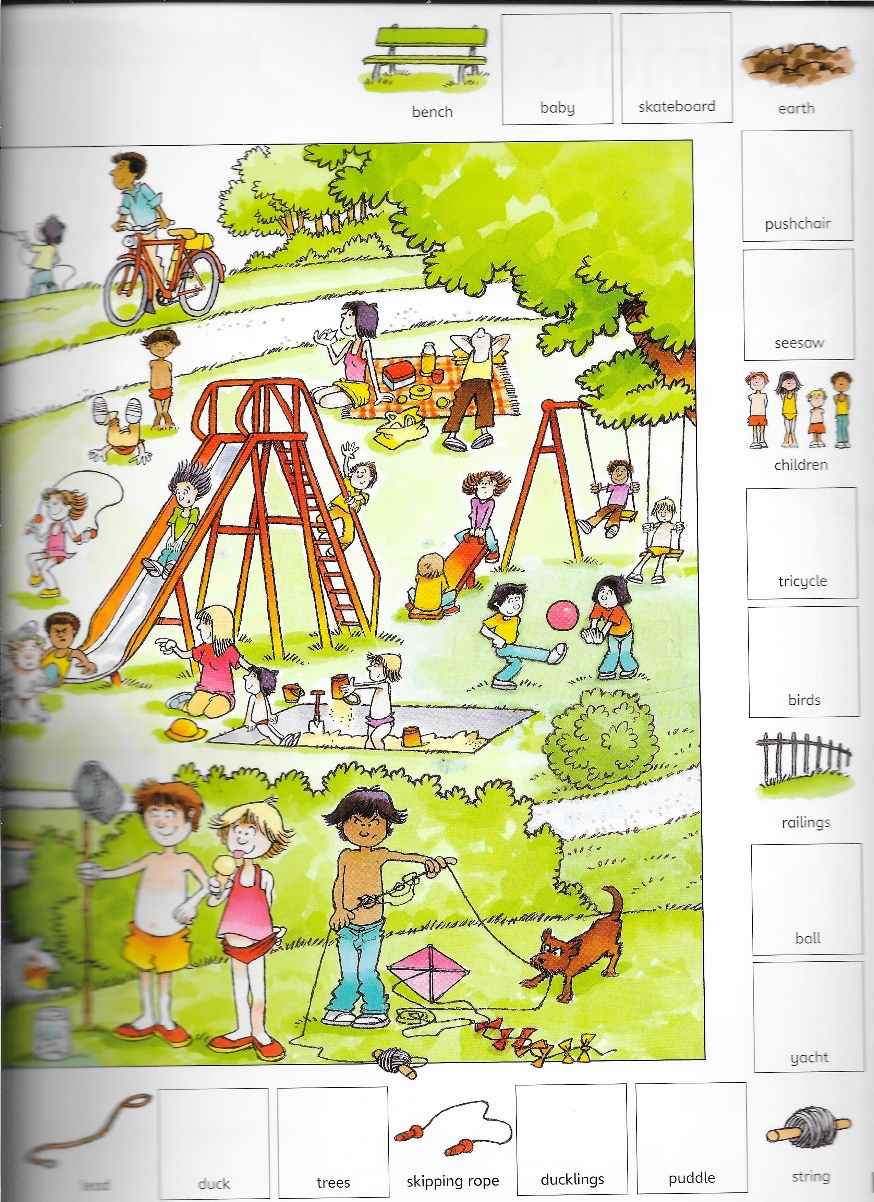 bench
baby
skateboard
earth
pushchair
seesaw
children
tricycle
birds
railings
ball
yacht
lead
duck
trees
skipping rope
ducklings
puddle
string